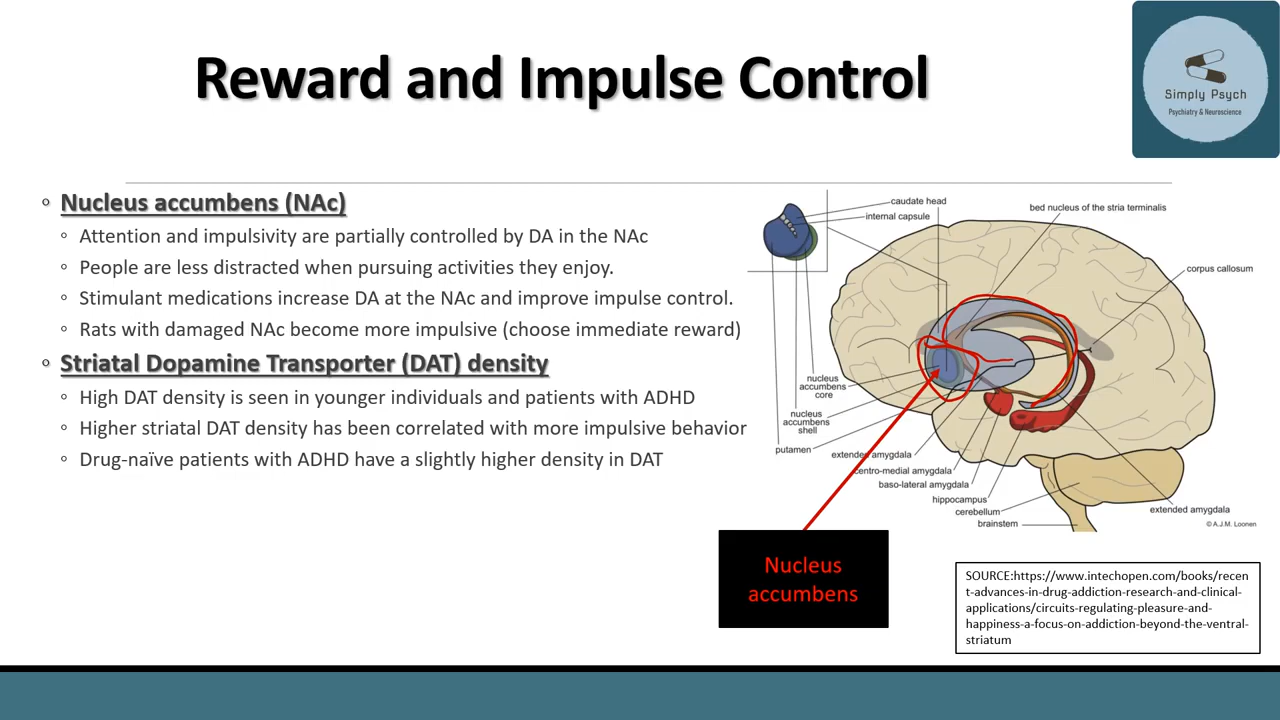 Reward and Impulse Control
Simply Psych
Psychiatry & Neuroscience
Nucleus accumbens (NAc)
Attention and impulsivity are partially controlled by DA in the NAc
People are less distracted when pursuing activities they enjoy.
Stimulant medications increase DA at the NAc and improve impulse control.
Rats with damaged NAc become more impulsive (choose immediate reward)
Striatal Dopamine Transporter (DAT) density
High DAT density is seen in younger individuals and patients with ADHD
Higher striatal DAT density has been correlated with more impulsive behavior
Drug-naïve patients with ADHD have a slightly higher density in DAT
caudate head
internal capsule
bed nucleus of the stria terminalis
corpus callosum
nucleus
accumbens
core
nucleus
accumbens
shell
putamen
extended amygdala
centro-medial amygdala
baso-lateral amygdala
hippocampus
cerebellum
brainstem
extended amygdala
© A.J.M. Loonen
Nucleus
accumbens
SOURCE:https://www.intechopen.com/books/recen
t-advances-in-drug-addiction-research-and-clinical-
applications/circuits-regulating-pleasure-and-
happiness-a-focus-on-addiction-beyond-the-ventral-
striatum